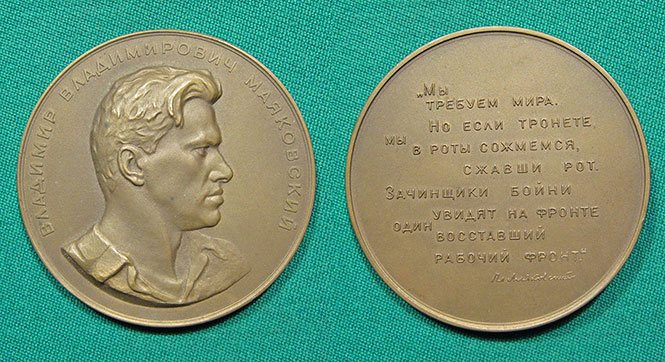 ВЛАДИМИР ВЛАДИМИРОВИЧ МАЯКОВСКИЙ
„Мы
ТРЕБУЕМ МИРА.
НО ЕСЛИ ТРОНЕТЕ,
МЫ
В РОТЫ СОЖМЕМСЯ,
СЖАВШИ РОТ.
ЗАЧИНЩИКИ БОЙНИ
УВИДЯТ НА ФРОНТЕ
ОДИН
ВОССТАВШИЙ
РАБОЧИЙ ФРОНТ.“
В. Маяковский